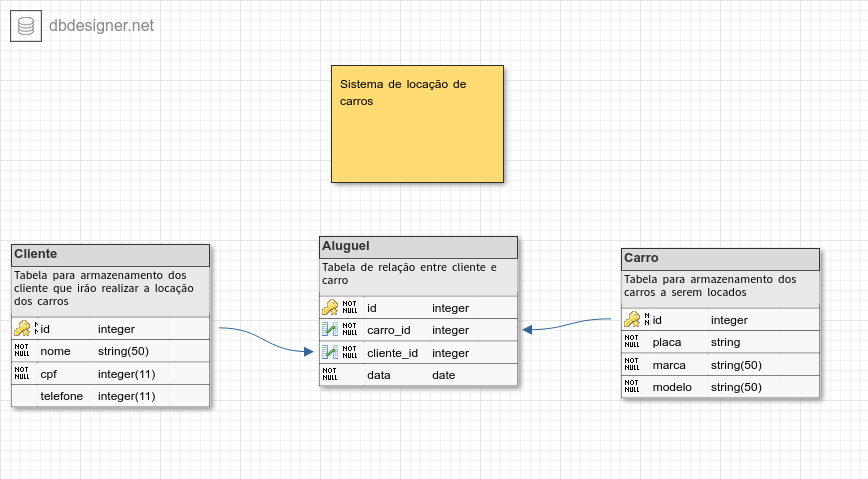 dbdesigner.net
Sistema de locação de
carros
Cliente
Tabela para armazenamento dos
cliente que irão realizar a locação
dos carros
id integer
NOT NULL nome string(50)
NOT NULL cpf integer(11)
telefone integer(11)
Aluguel
Tabela de relação entre cliente e
carro
NOT NULL id integer
NOT NULL carro_id integer
NOT NULL cliente_id integer
NOT NULL data date
Carro
Tabela para armazenamento dos
carros a serem locados
id integer
NOT NULL placa string
NOT NULL marca string(50)
NOT NULL modelo string(50)